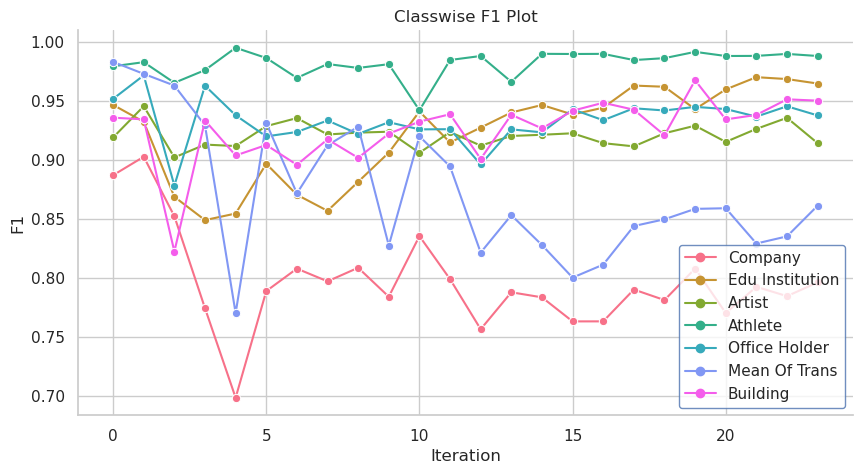 Classwise F1 Plot
1.00
0.95
0.90
0.85
0.80
0.75
0.70
F1
0
5
10
15
20
Iteration
Company
Edu Institution
Artist
Athlete
Office Holder
Mean Of Trans
Building